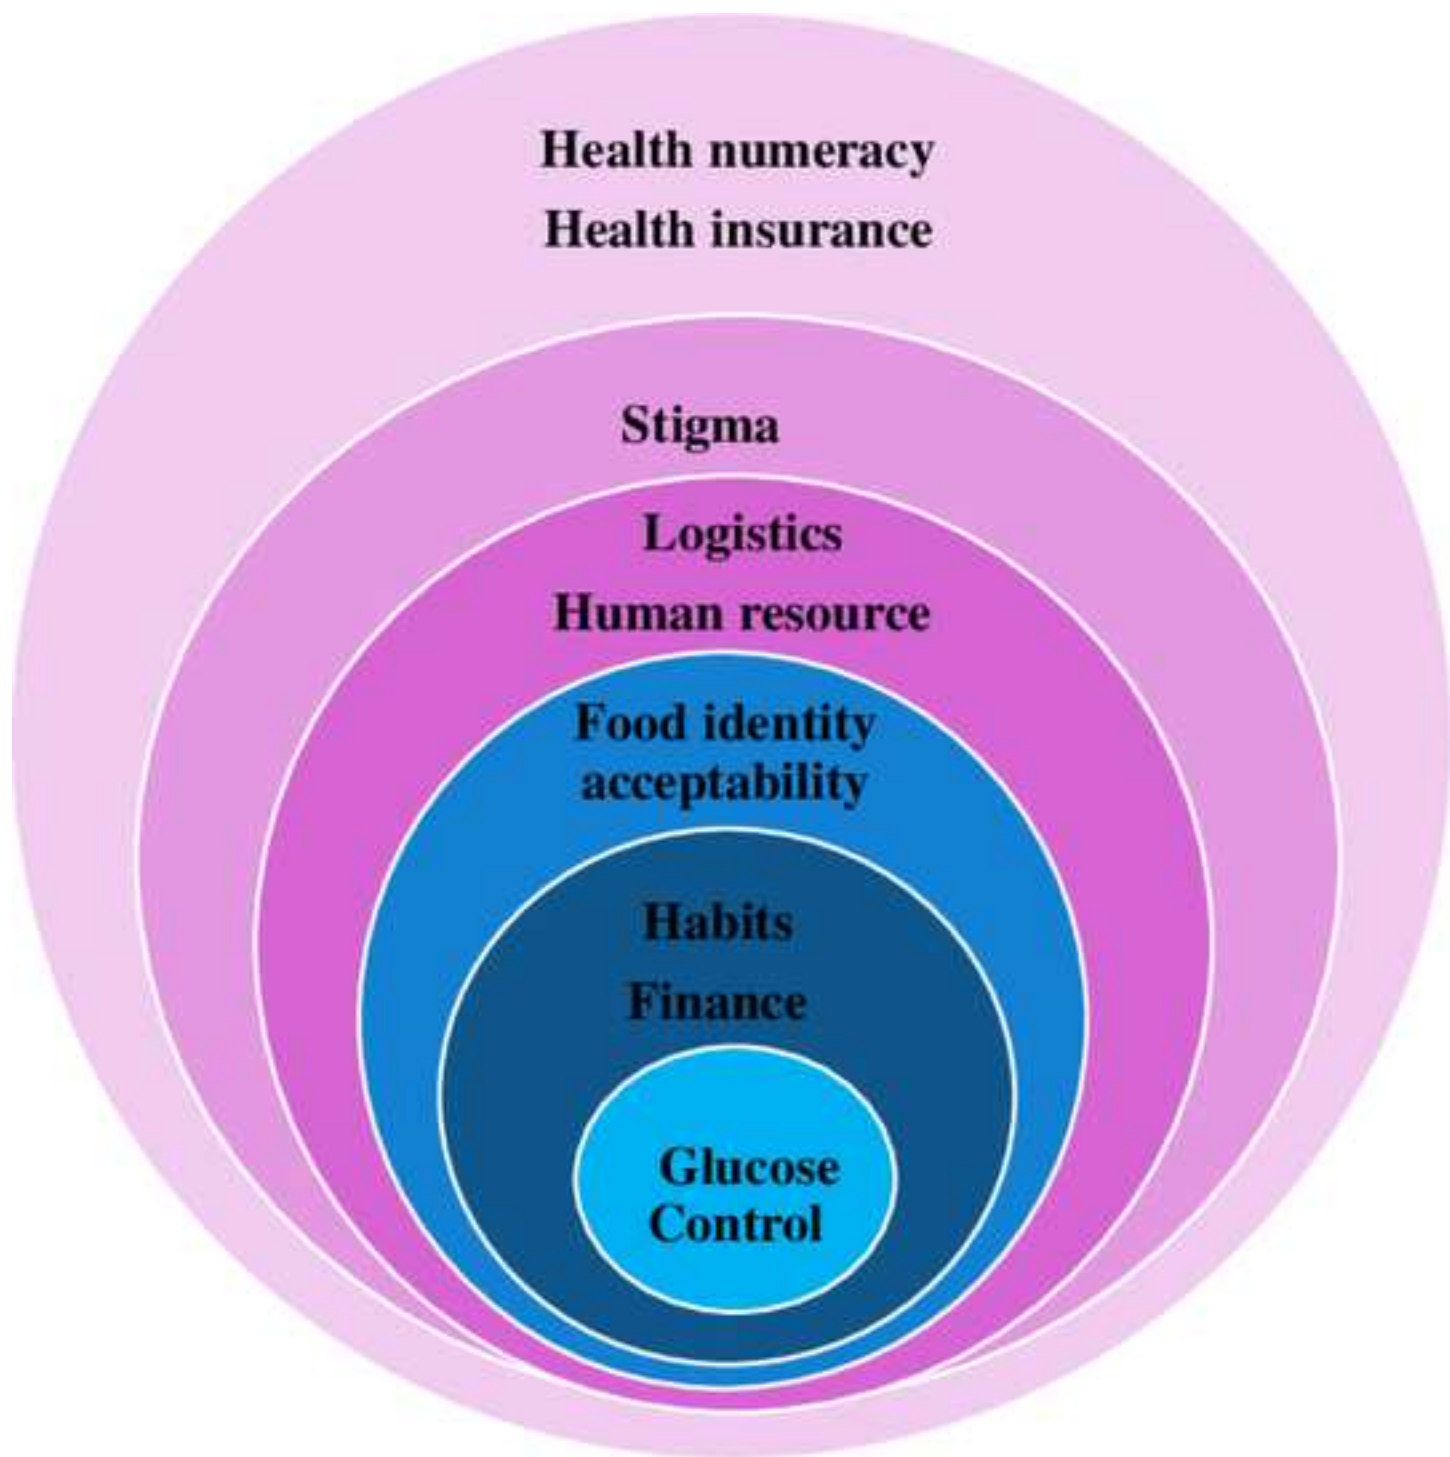 Health numeracy
Health insurance
Stigma
Logistics
Human resource
Food identity
acceptability
Habits
Finance
Glucose
Control